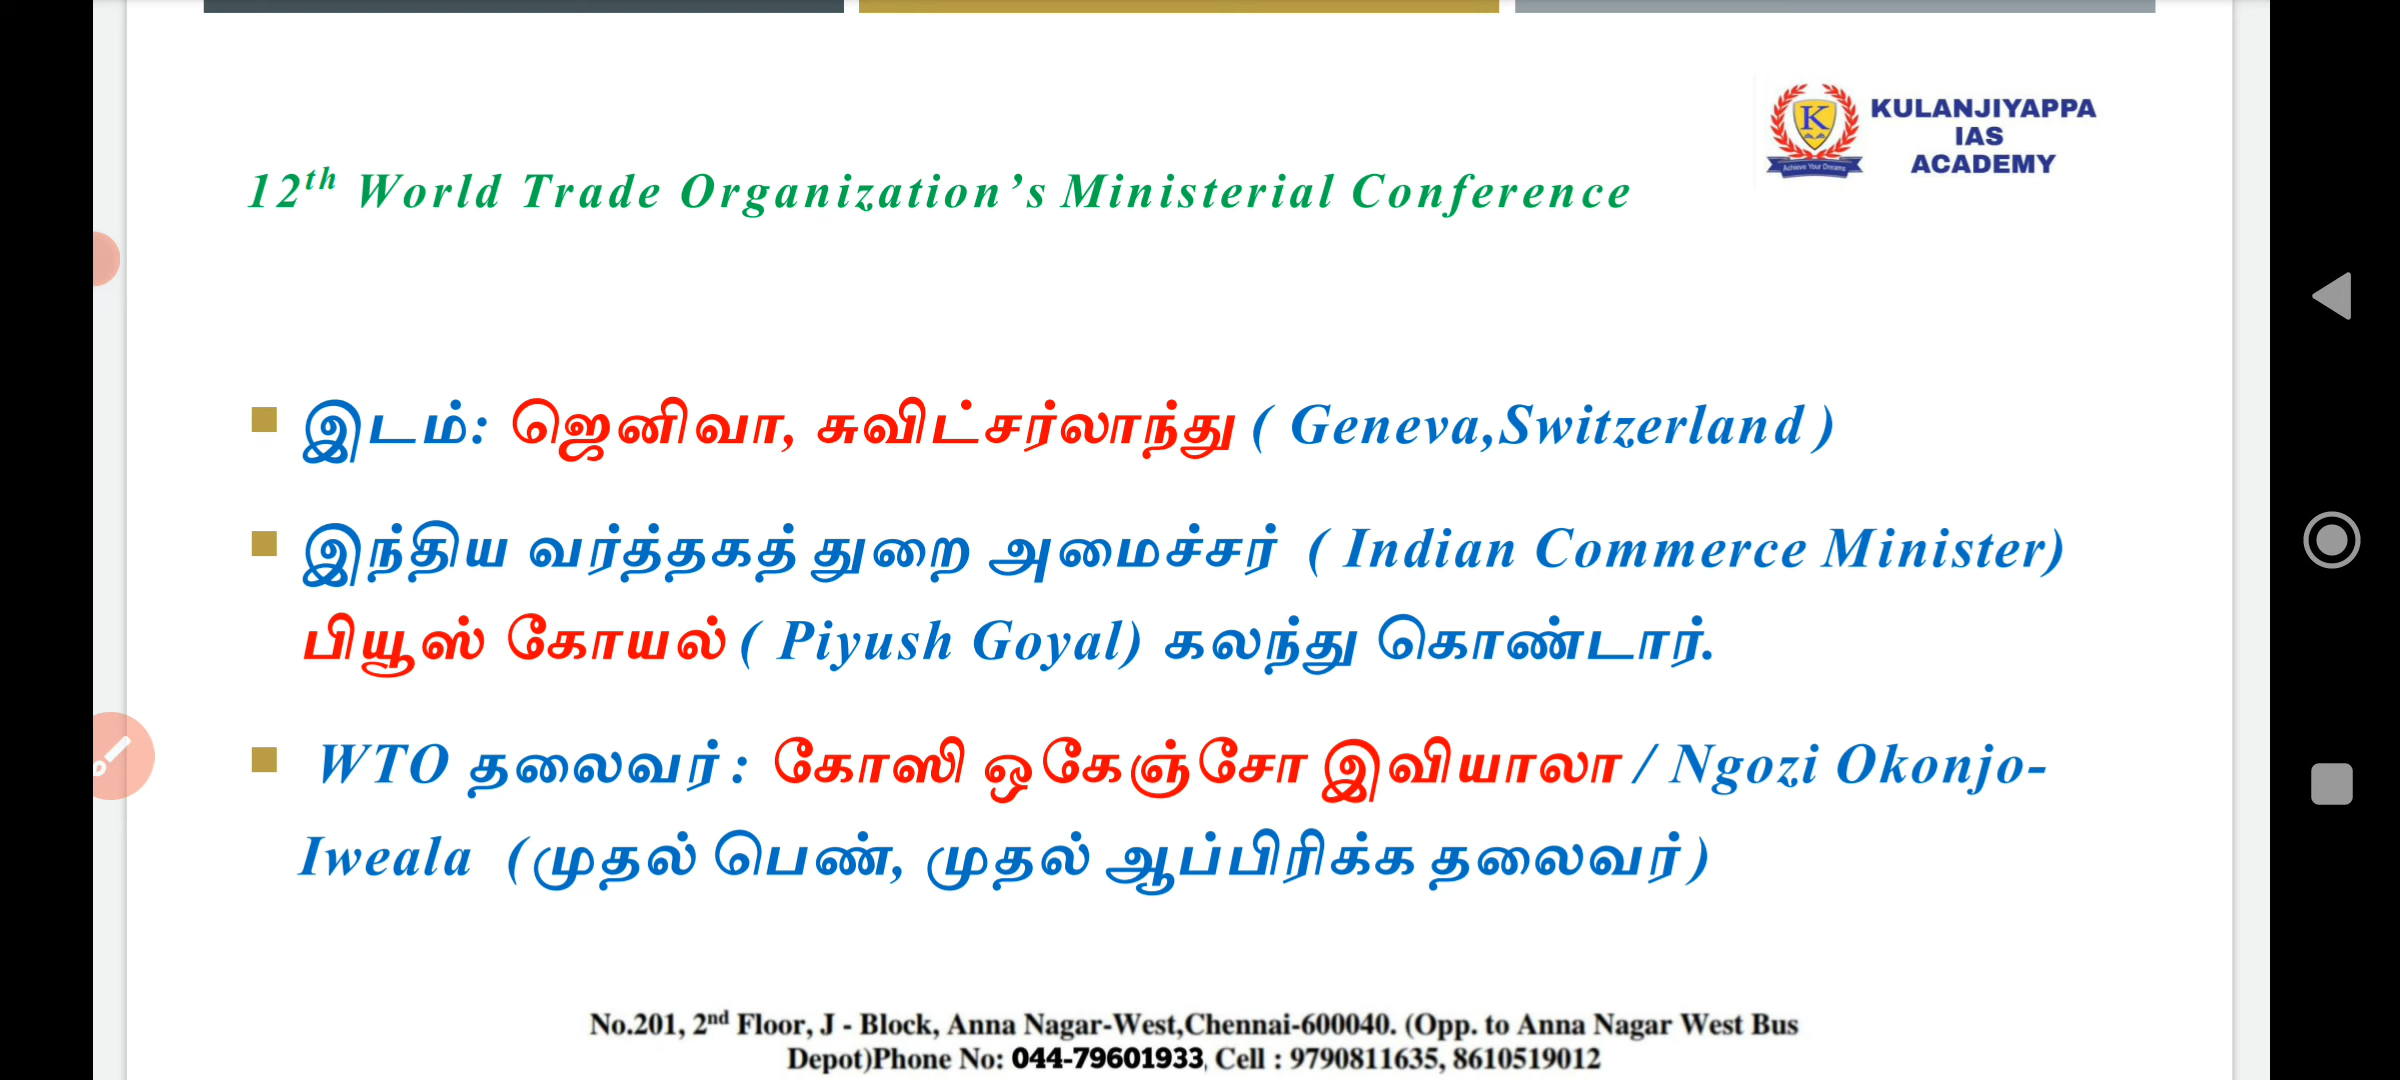 KULANJIYAPPA
IAS
ACADEMY
Achieve Your Dreams
12th World Trade Organization’s Ministerial Conference
இடம்: ஜெனிவா, சுவிட்சர்லாந்து ( Geneva,Switzerland )
இந்திய வர்த்தகத் துறை அமைச்சர் ( Indian Commerce Minister)
பியூஸ் கோயல் ( Piyush Goyal) கலந்து கொண்டார்.
WTO தலைவர் : கோஸி ஒகேஞ்சோ இவியாலா / Ngozi Okonjo-
Iweala (முதல் பெண், முதல் ஆப்பிரிக்க தலைவர் )
No.201, 2nd Floor, J - Block, Anna Nagar-West,Chennai-600040. (Opp. to Anna Nagar West Bus
Depot)Phone No: 044-79601933, Cell : 9790811635, 8610519012